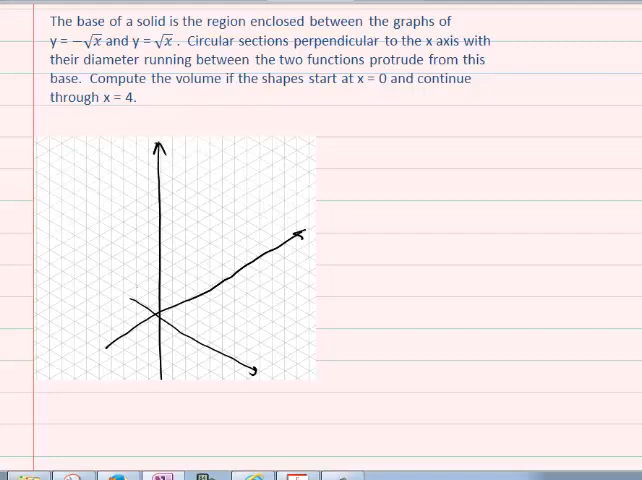 The base of a solid is the region enclosed between the graphs of
y = −√x and y = √x . Circular sections perpendicular to the x axis with
their diameter running between the two functions protrude from this
base. Compute the volume if the shapes start at x = 0 and continue
through x = 4.